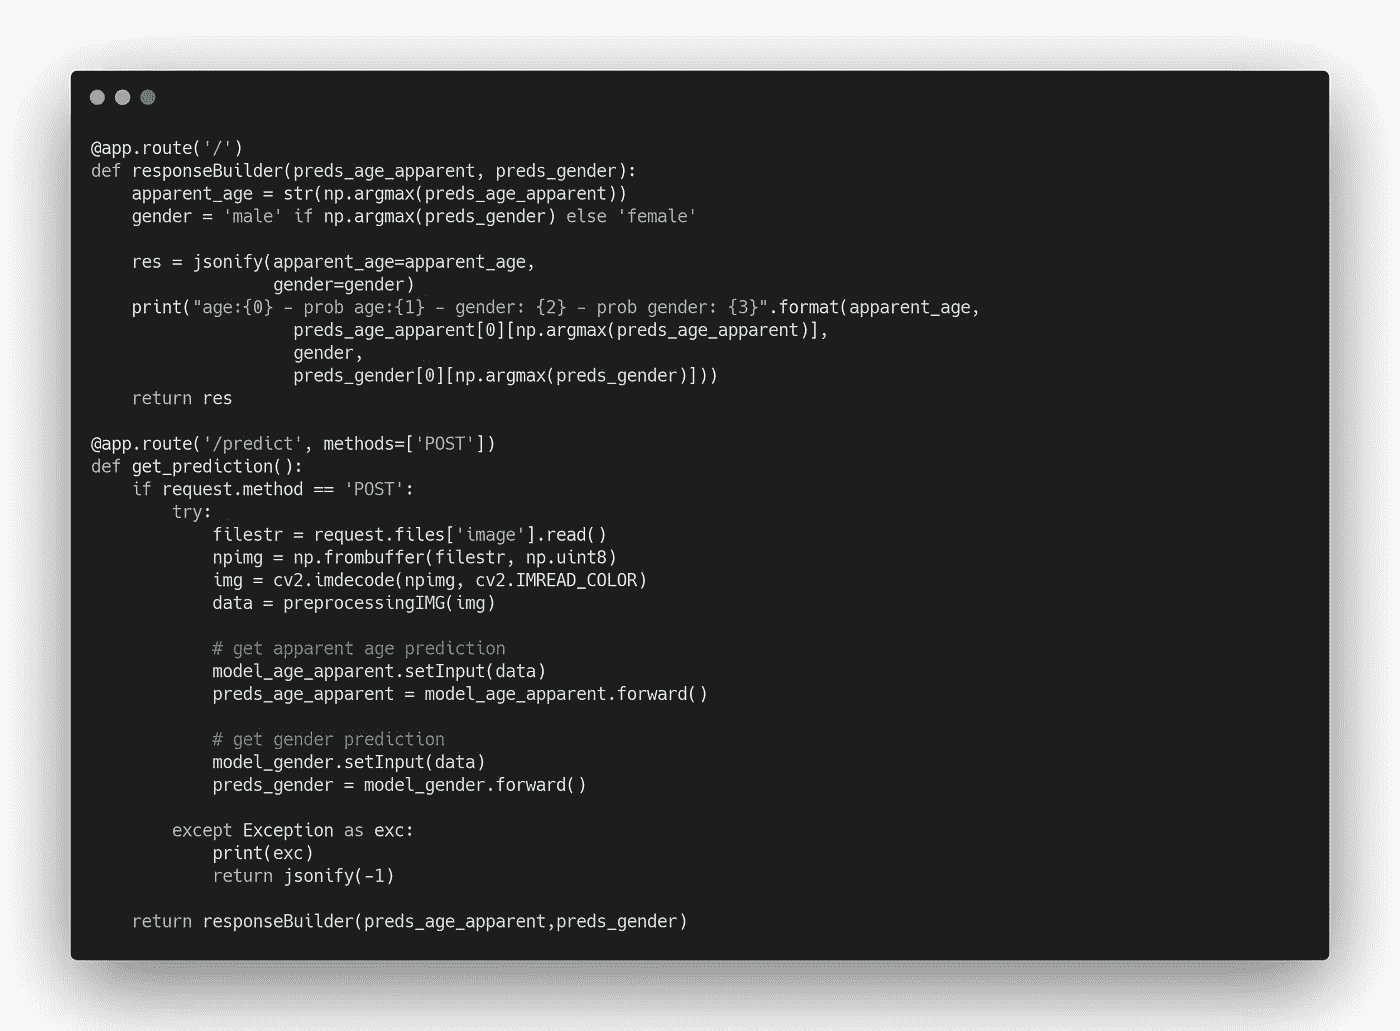 @app.route('/')
def responseBuilder(preds_age_apparent, preds_gender):
    apparent_age = str(np.argmax(preds_age_apparent))
    gender = 'male' if np.argmax(preds_gender) else 'female'

    res = jsonify(apparent_age=apparent_age,
                  gender=gender)
    print("age:{0} - prob age:{1} - gender: {2} - prob gender: {3}".format(apparent_age,
                    preds_age_apparent[0][np.argmax(preds_age_apparent)],
                    gender,
                    preds_gender[0][np.argmax(preds_gender)]))
    return res

@app.route('/predict', methods=['POST'])
def get_prediction():
    if request.method == 'POST':
        try:
            filestr = request.files['image'].read()
            npimg = np.frombuffer(filestr, np.uint8)
            img = cv2.imdecode(npimg, cv2.IMREAD_COLOR)
            data = preprocessingIMG(img)

            # get apparent age prediction
            model_age_apparent.setInput(data)
            preds_age_apparent = model_age_apparent.forward()

            # get gender prediction
            model_gender.setInput(data)
            preds_gender = model_gender.forward()

        except Exception as exc:
            print(exc)
            return jsonify(-1)

    return responseBuilder(preds_age_apparent,preds_gender)